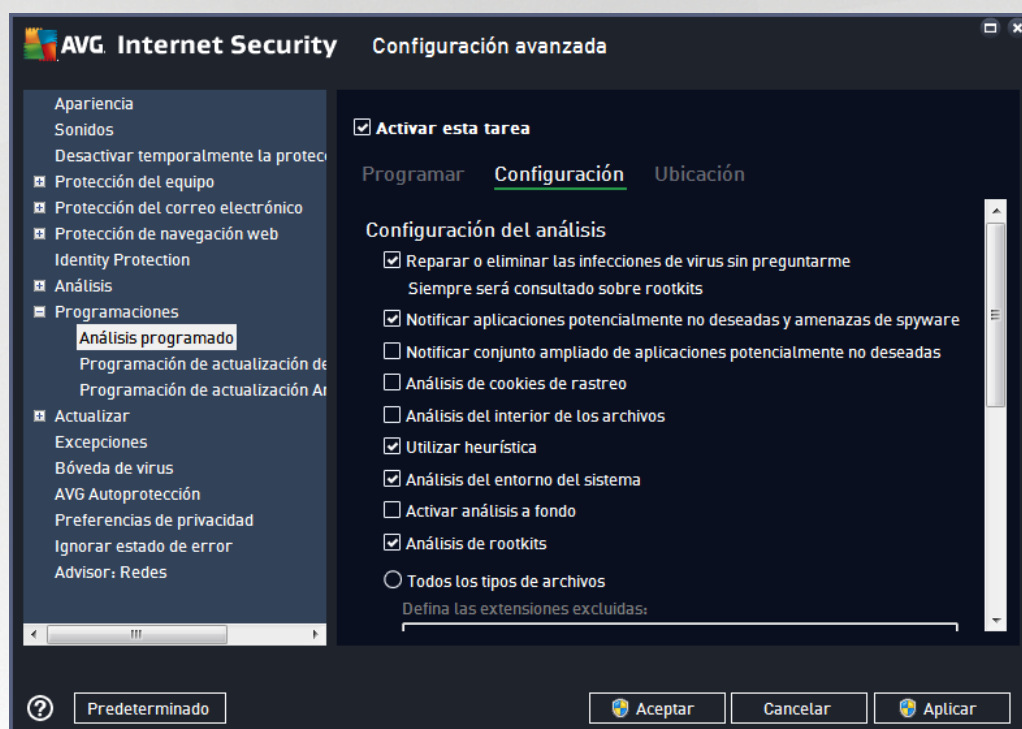 AVG Internet Security Configuración avanzada
Apariencia
Sonidos
Desactivar temporalmente la protec
Protección del equipo
Protección del correo electrónico
Protección de navegación web
Identity Protection
Análisis
Programaciones
Análisis programado
Programación de actualización de
Programación de actualización
Actualizar
Excepciones
Bóveda de virus
AVG Autoprotección
Preferencias de privacidad
Ignorar estado de error
Advisor: Redes
Activar esta tarea
Programar Configuración Ubicación
Configuración del análisis
Reparar o eliminar las infecciones de virus sin preguntarme
Siempre será consultado sobre rootkits
Notificar aplicaciones potencialmente no deseadas y amenazas de spyware
Notificar conjunto ampliado de aplicaciones potencialmente no deseadas
Análisis de cookies de rastreo
Análisis del interior de los archivos
Utilizar heurística
Análisis del entorno del sistema
Activar análisis a fondo
Análisis de rootkits
Todos los tipos de archivos
Defina las extensiones excluidas:
? Predeterminado Aceptar Cancelar Aplicar